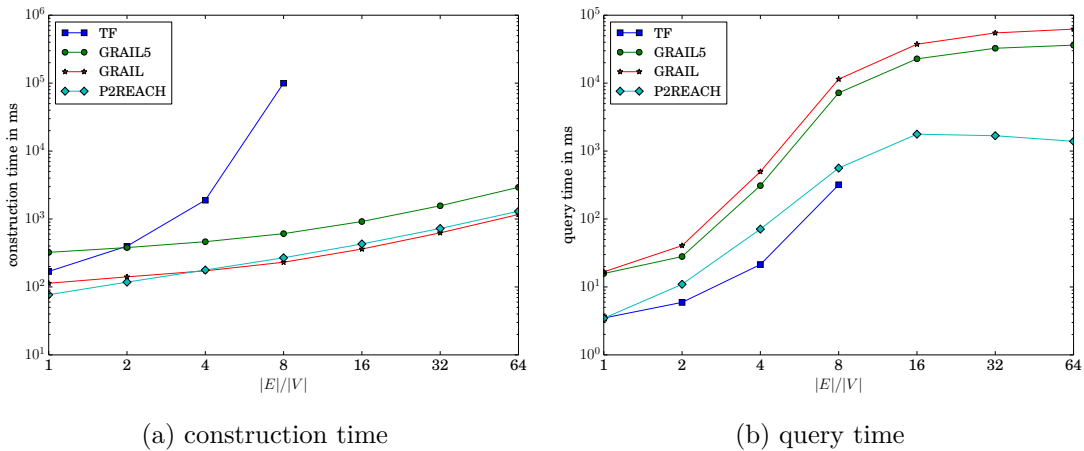 10^6
10^5
10^4
10^3
10^2
10^1
construction time in ms
TF
GRAIL5
GRAIL
P2REACH
1 2 4 8 16 32 64
|E|/|V|
(a) construction time
10^5
10^4
10^3
10^2
10^1
10^0
query time in ms
TF
GRAIL5
GRAIL
P2REACH
1 2 4 8 16 32 64
|E|/|V|
(b) query time